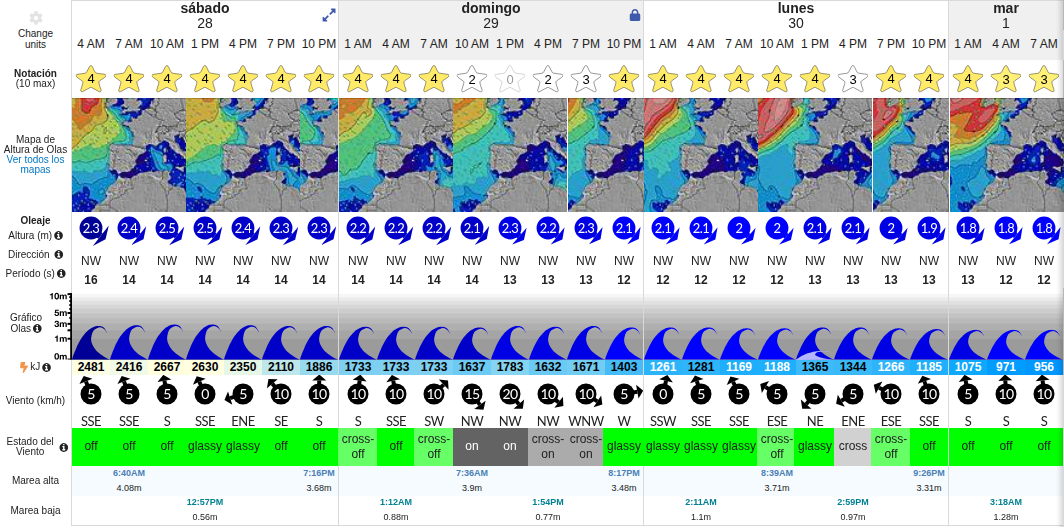 sábado domingo lunes mar
28 29 30 1
Change
units
4 AM 7 AM 10 AM 1 PM 4 PM 7 PM 10 PM 1 AM 4 AM 7 AM 10 AM 1 PM 4 PM 7 PM 10 PM 1 AM 4 AM 7 AM 10 AM 1 PM 4 PM 7 PM 10 PM 1 AM 4 AM 7 AM
Notación
(10 max)
4 4 4 4 4 4 4 4 4 4 2 0 2 3 4 4 4 4 4 4 3 4 4 4 3 3
Mapa de
Altura de Olas
Ver todos los
mapas
Oleaje
Altura (m)
2.3 2.4 2.5 2.5 2.4 2.3 2.3 2.2 2.2 2.2 2.1 2.3 2.2 2.3 2.1 2.1 2.1 2 2 2.1 2.1 2 1.9 1.8 1.8 1.8
Dirección
NW NW NW NW NW NW NW NW NW NW NW NW NW NW NW NW NW NW NW NW NW NW NW NW NW NW
Período (s)
16 14 14 14 14 14 14 14 14 14 14 13 13 13 12 12 12 12 13 13 13 13 12 13 12 12
10m
5m
3m
1m
0m
Gráfico
Olas
kJ
2481 2416 2667 2630 2350 2110 1886 1733 1733 1733 1637 1783 1632 1671 1403 1261 1281 1169 1188 1365 1344 1266 1185 1075 971 956
Viento (km/h)
5 5 5 0 5 10 10 5 5 10 15 20 10 10 5 0 5 5 5 5 5 10 10 5 10 10
SSE SSE S SSE ENE SE S S SSE SW NW NW NW WNW W SSW SSE SSE ESE NE ENE ESE SSE S S S
Estado del
Viento
off off off glassy glassy off off cross-off off cross-off on on cross-on cross-on glassy glassy glassy glassy cross-off glassy cross cross-off off off off off
Marea alta
6:40AM 7:16PM 7:36AM 8:17PM 8:39AM 9:26PM
4.08m 3.68m 3.9m 3.48m 3.71m 3.31m
Marea baja
12:57PM 1:12AM 1:54PM 2:11AM 2:59PM 3:18AM
0.56m 0.88m 0.77m 1.1m 0.97m 1.28m